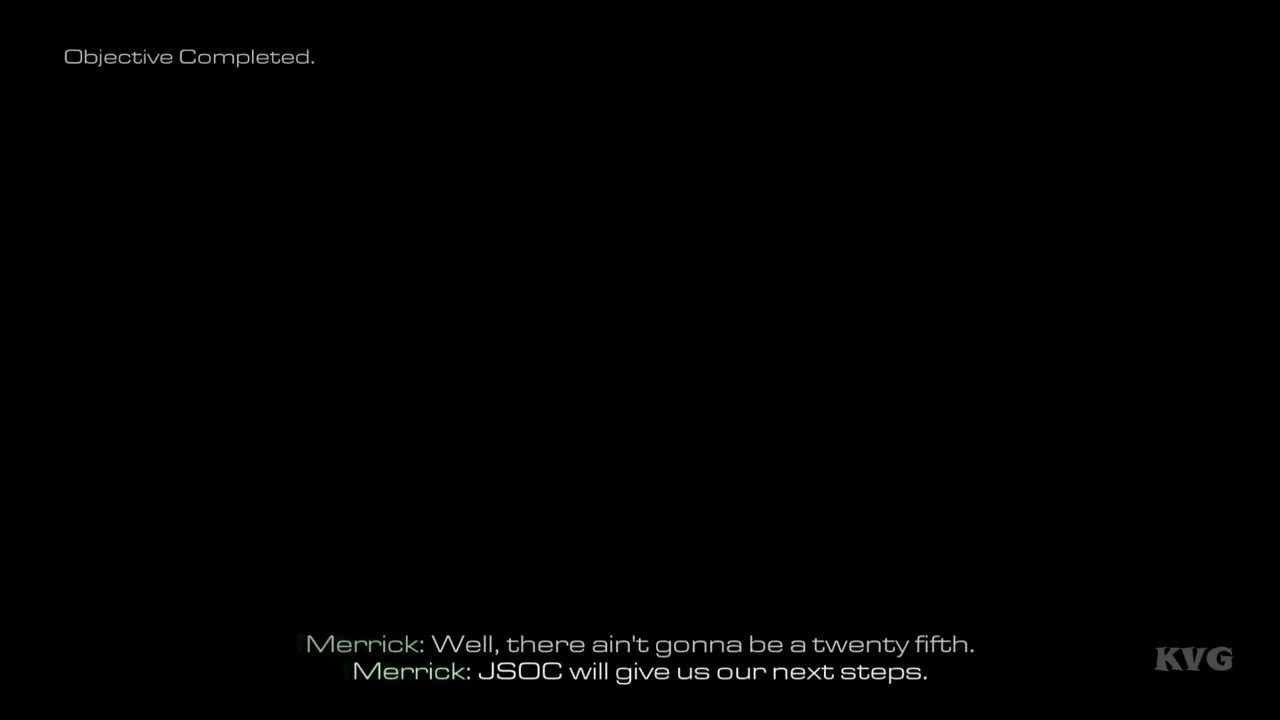 Objective Completed.
Merrick: Well, there ain't gonna be a twenty fifth.
Merrick: JSOC will give us our next steps.
KVG